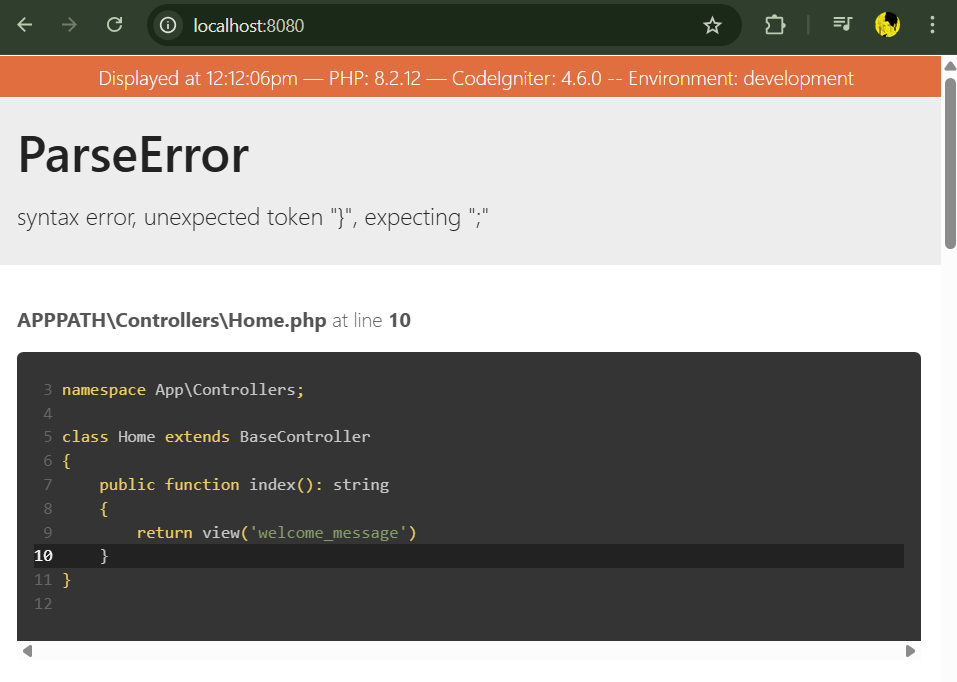 localhost:8080
Displayed at 12:12:06pm — PHP: 8.2.12 — CodeIgniter: 4.6.0 -- Environment: development
ParseError
syntax error, unexpected token "}", expecting ";"
APPPATH\Controllers\Home.php at line 10
3 namespace App\Controllers;
4
5 class Home extends BaseController
6 {
7     public function index(): string
8     {
9         return view('welcome_message')
10     }
11 }
12